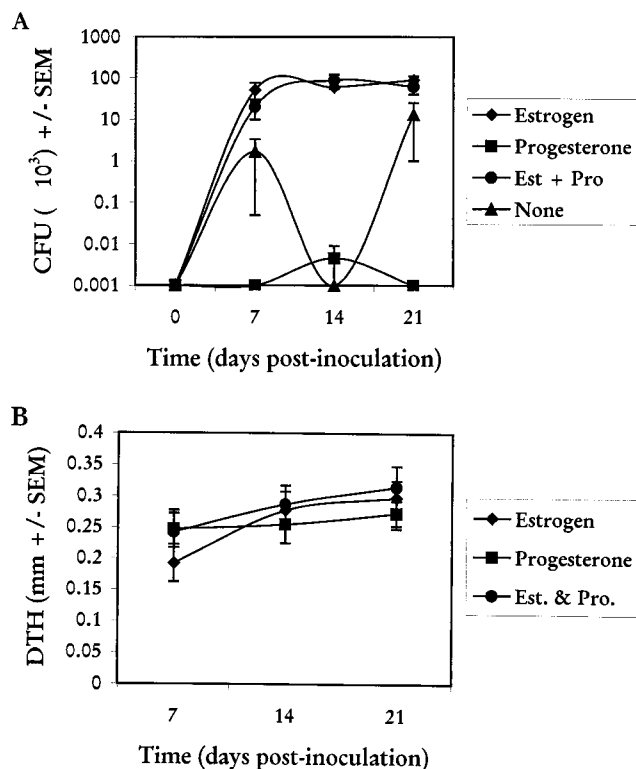 A
CFU ( 10³) +/- SEM
1000
100
10
1
0.1
0.01
0.001
0
7
14
21
Time (days post-inoculation)
Estrogen
Progesterone
Est + Pro
None
B
DTH (mm +/- SEM)
0.4
0.35
0.3
0.25
0.2
0.15
0.1
0.05
0
7
14
21
Time (days post-inoculation)
Estrogen
Progesterone
Est. & Pro.